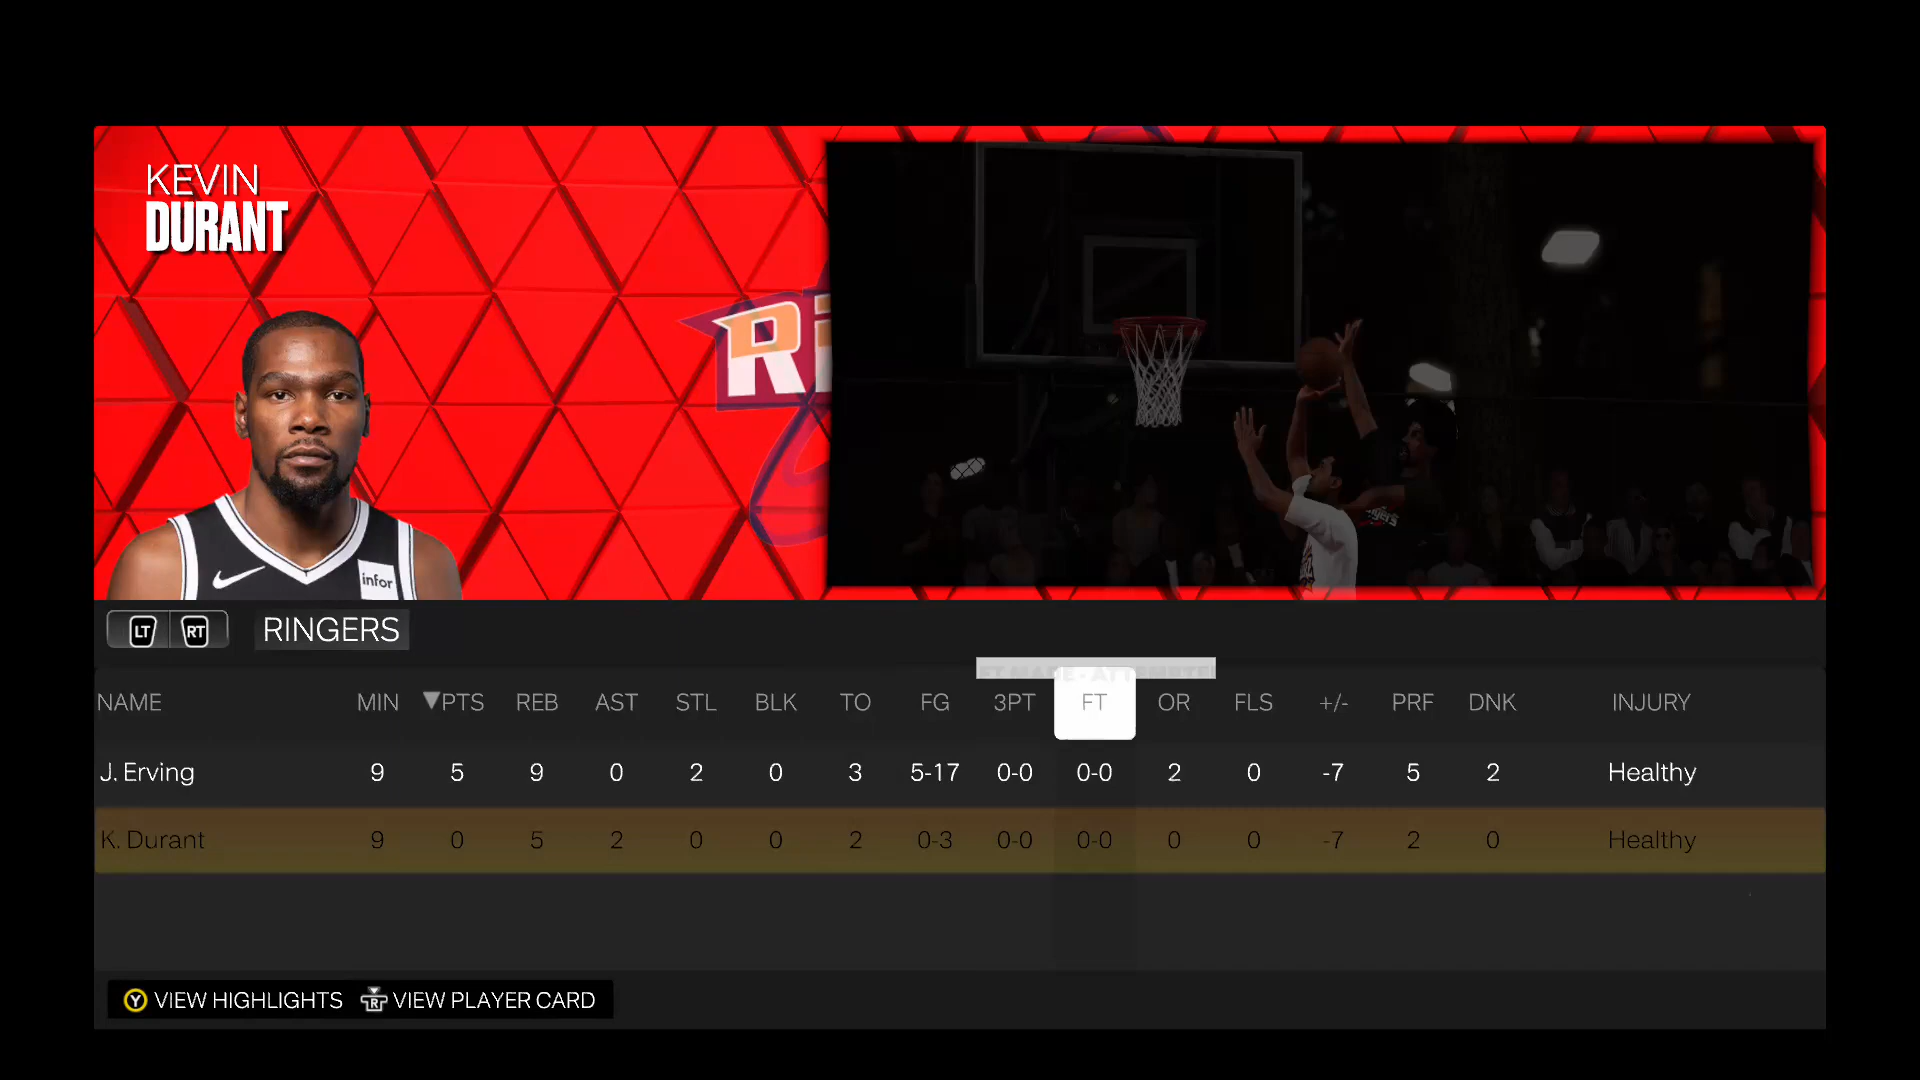 KEVIN
DURANT
infor
LT RT RINGERS
NAME MIN ▼PTS REB AST STL BLK TO FG 3PT FT OR FLS +/- PRF DNK INJURY
J. Erving 9 5 9 0 2 0 3 5-17 0-0 0-0 2 0 -7 5 2 Healthy
K. Durant 9 0 5 2 0 0 2 0-3 0-0 0-0 0 0 -7 2 0 Healthy
Y VIEW HIGHLIGHTS R VIEW PLAYER CARD